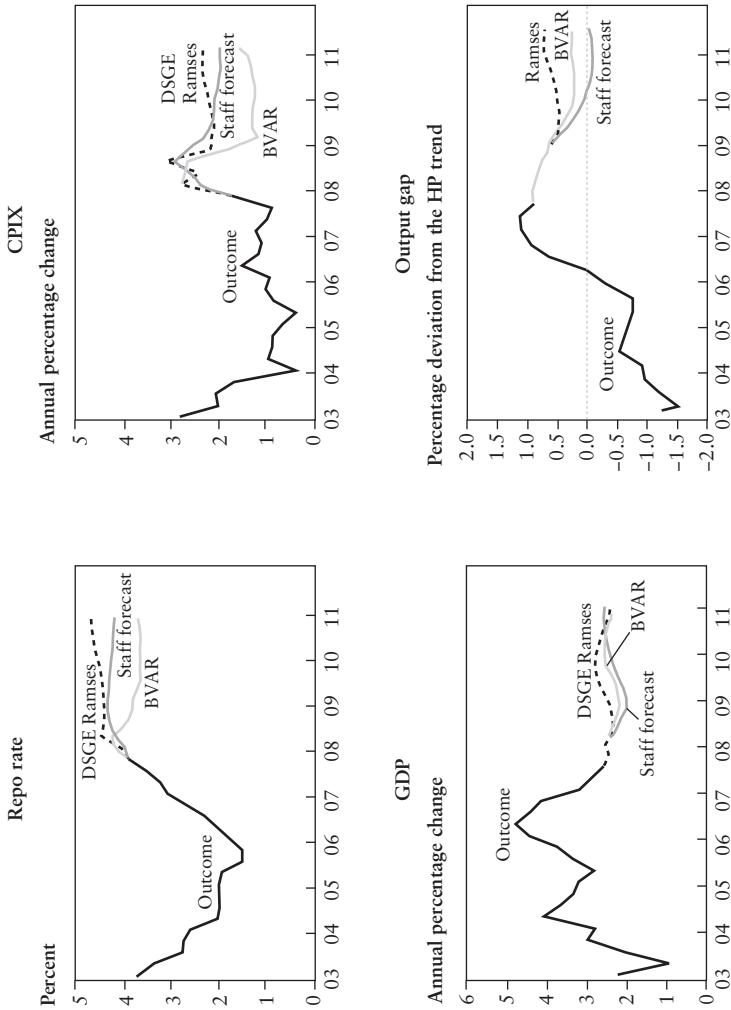 Repo rate
Percent
5
4
3
2
1
0
03 04 05 06 07 08 09 10 11
Outcome
DSGE Ramses
Staff forecast
BVAR
CPIX
Annual percentage change
5
4
3
2
1
0
03 04 05 06 07 08 09 10 11
Outcome
DSGE
Ramses
Staff forecast
BVAR
GDP
Annual percentage change
6
5
4
3
2
1
0
03 04 05 06 07 08 09 10 11
Outcome
DSGE Ramses
BVAR
Staff forecast
Output gap
Percentage deviation from the HP trend
2.0
1.5
1.0
0.5
0.0
−0.5
−1.0
−1.5
−2.0
03 04 05 06 07 08 09 10 11
Outcome
Ramses
BVAR
Staff forecast